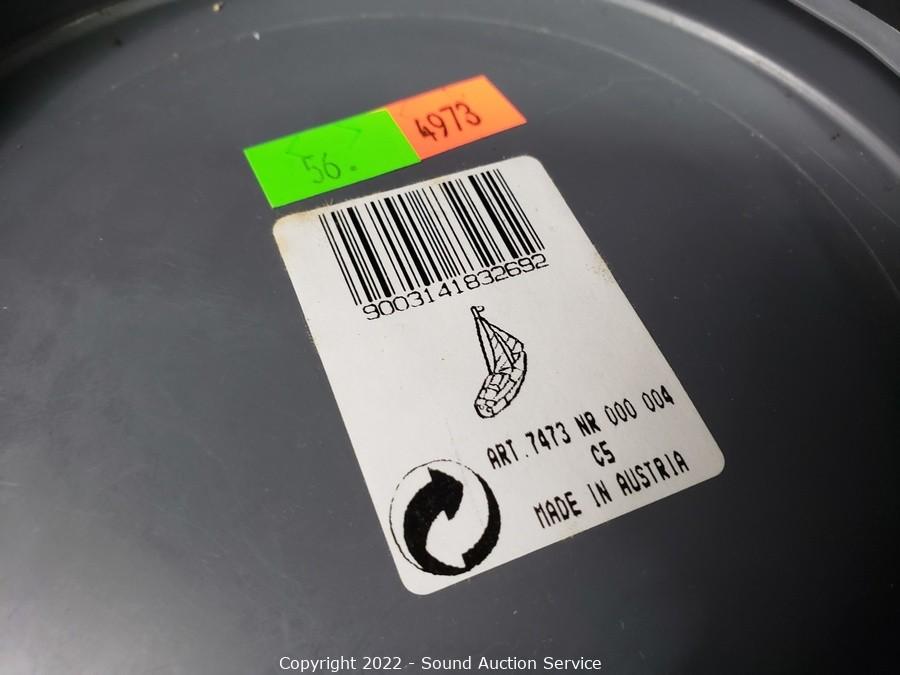 4973
56.
9003141832692
ART.7473 NR 000 004
C5
MADE IN AUSTRIA
Copyright 2022 - Sound Auction Service